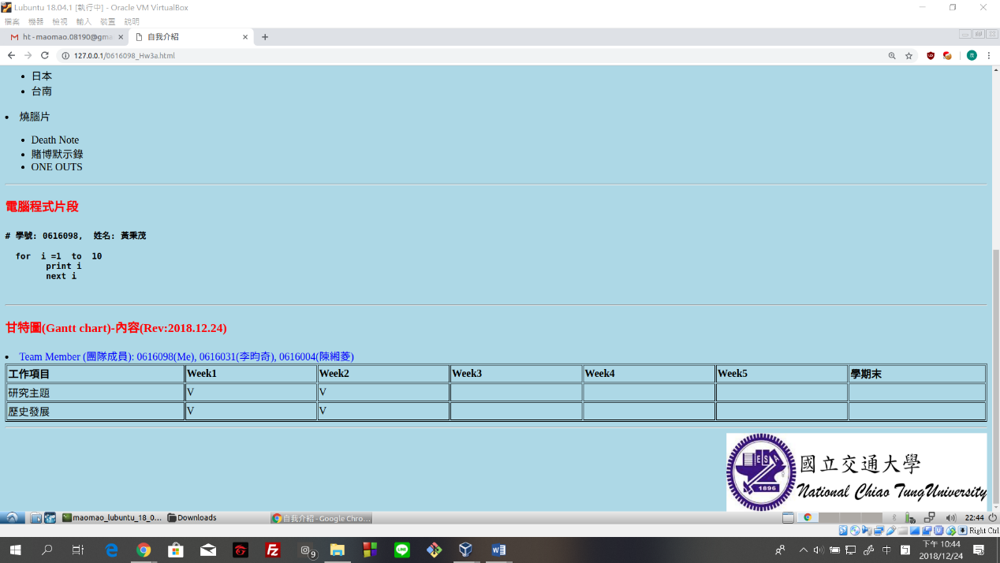 Lubuntu 18.04.1 [執行中] - Oracle VM VirtualBox
檔案 機器 檢視 輸入 裝置 說明
ht - maomao.08190@gma
自我介紹
127.0.0.1/0616098_Hw3a.html
日本
台南
燒腦片
Death Note
賭博默示錄
ONE OUTS
電腦程式片段
# 學號: 0616098, 姓名: 黃秉茂
for i =1 to 10
print i
next i
甘特圖(Gantt chart)-內容(Rev:2018.12.24)
Team Member (團隊成員): 0616098(Me), 0616031(李昀奇), 0616004(陳緗菱)
工作項目 Week1 Week2 Week3 Week4 Week5 學期末
研究主題 V V
歷史發展 V V
國立交通大學
National Chiao Tung University
ESA
1896
maomao_lubuntu_18_0... Downloads 自我介紹 - Google Chro... 22:44
Right Ctrl
9
中
下午 10:44
2018/12/24